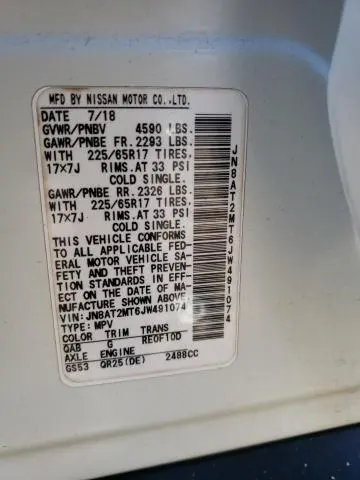 MFD BY NISSAN MOTOR CO.,LTD.
DATE 7/18
GVWR/PNBV 4590 LBS.
GAWR/PNBE FR. 2293 LBS.
WITH 225/65R17 TIRES,
17×7J RIMS.AT 33 PSI
COLD SINGLE.
GAWR/PNBE RR. 2326 LBS.
WITH 225/65R17 TIRES,
17×7J RIMS.AT 33 PSI
COLD SINGLE.
THIS VEHICLE CONFORMS
TO ALL APPLICABLE FED-
ERAL MOTOR VEHICLE SA-
FETY AND THEFT PREVEN-
TION STANDARDS IN EFF-
ECT ON THE DATE OF MA-
NUFACTURE SHOWN ABOVE.
VIN:JN8AT2MT6JW491074
TYPE:MPV
COLOR TRIM TRANS
QAB G RE0F10D
AXLE ENGINE
GS53 QR25(DE) 2488CC
JN8AT2MT6JW491074